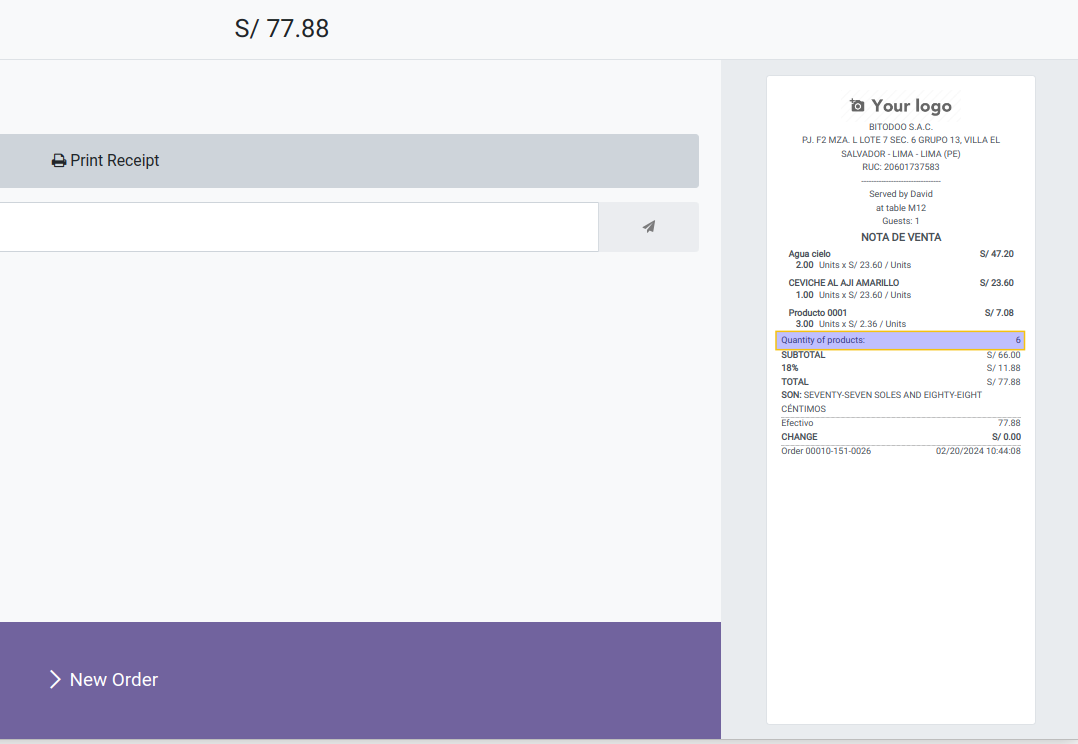 S/ 77.88
Print Receipt
New Order
Your logo
BITODOO S.A.C.
PJ. F2 MZA. L LOTE 7 SEC. 6 GRUPO 13, VILLA EL
SALVADOR - LIMA - LIMA (PE)
RUC: 20601737583
--------------------------------
Served by David
at table M12
Guests: 1
NOTA DE VENTA
Agua cielo S/ 47.20
2.00 Units x S/ 23.60 / Units
CEVICHE AL AJI AMARILLO S/ 23.60
1.00 Units x S/ 23.60 / Units
Producto 0001 S/ 7.08
3.00 Units x S/ 2.36 / Units
Quantity of products: 6
SUBTOTAL S/ 66.00
18% S/ 11.88
TOTAL S/ 77.88
SON: SEVENTY-SEVEN SOLES AND EIGHTY-EIGHT
CÉNTIMOS
Efectivo 77.88
CHANGE S/ 0.00
Order 00010-151-0026 02/20/2024 10:44:08